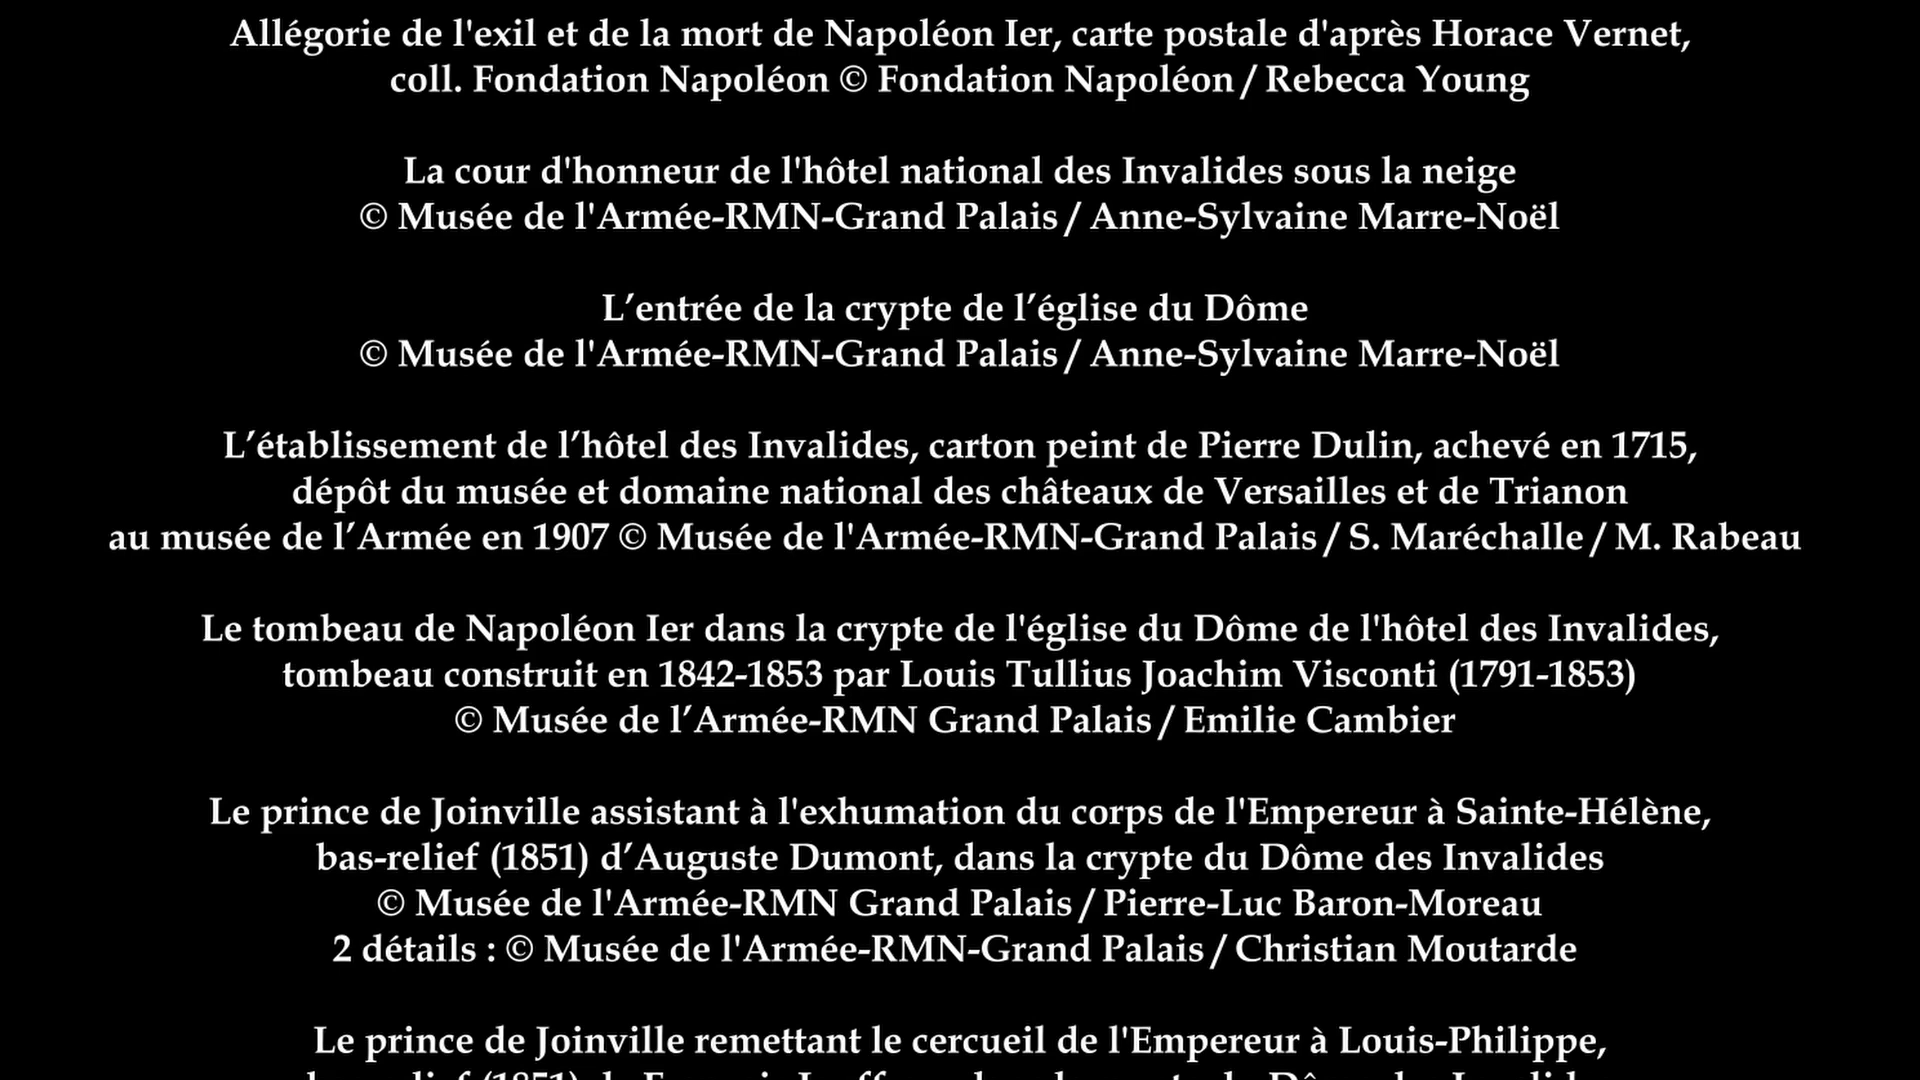 Allégorie de l'exil et de la mort de Napoléon Ier, carte postale d'après Horace Vernet,
coll. Fondation Napoléon © Fondation Napoléon / Rebecca Young
La cour d'honneur de l'hôtel national des Invalides sous la neige
© Musée de l'Armée-RMN-Grand Palais / Anne-Sylvaine Marre-Noël
L’entrée de la crypte de l’église du Dôme
© Musée de l'Armée-RMN-Grand Palais / Anne-Sylvaine Marre-Noël
L’établissement de l’hôtel des Invalides, carton peint de Pierre Dulin, achevé en 1715,
dépôt du musée et domaine national des châteaux de Versailles et de Trianon
au musée de l’Armée en 1907 © Musée de l'Armée-RMN-Grand Palais / S. Maréchalle / M. Rabeau
Le tombeau de Napoléon Ier dans la crypte de l'église du Dôme de l'hôtel des Invalides,
tombeau construit en 1842-1853 par Louis Tullius Joachim Visconti (1791-1853)
© Musée de l’Armée-RMN Grand Palais / Emilie Cambier
Le prince de Joinville assistant à l'exhumation du corps de l'Empereur à Sainte-Hélène,
bas-relief (1851) d’Auguste Dumont, dans la crypte du Dôme des Invalides
© Musée de l'Armée-RMN Grand Palais / Pierre-Luc Baron-Moreau
2 détails : © Musée de l'Armée-RMN-Grand Palais / Christian Moutarde
Le prince de Joinville remettant le cercueil de l'Empereur à Louis-Philippe,